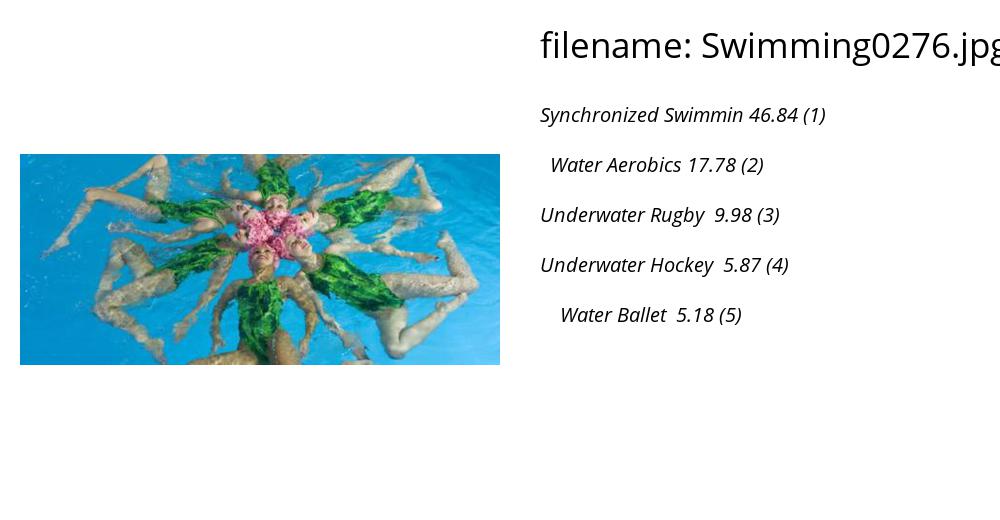 filename: Swimming0276.jpg
Synchronized Swimmin 46.84 (1)
Water Aerobics 17.78 (2)
Underwater Rugby 9.98 (3)
Underwater Hockey 5.87 (4)
Water Ballet 5.18 (5)